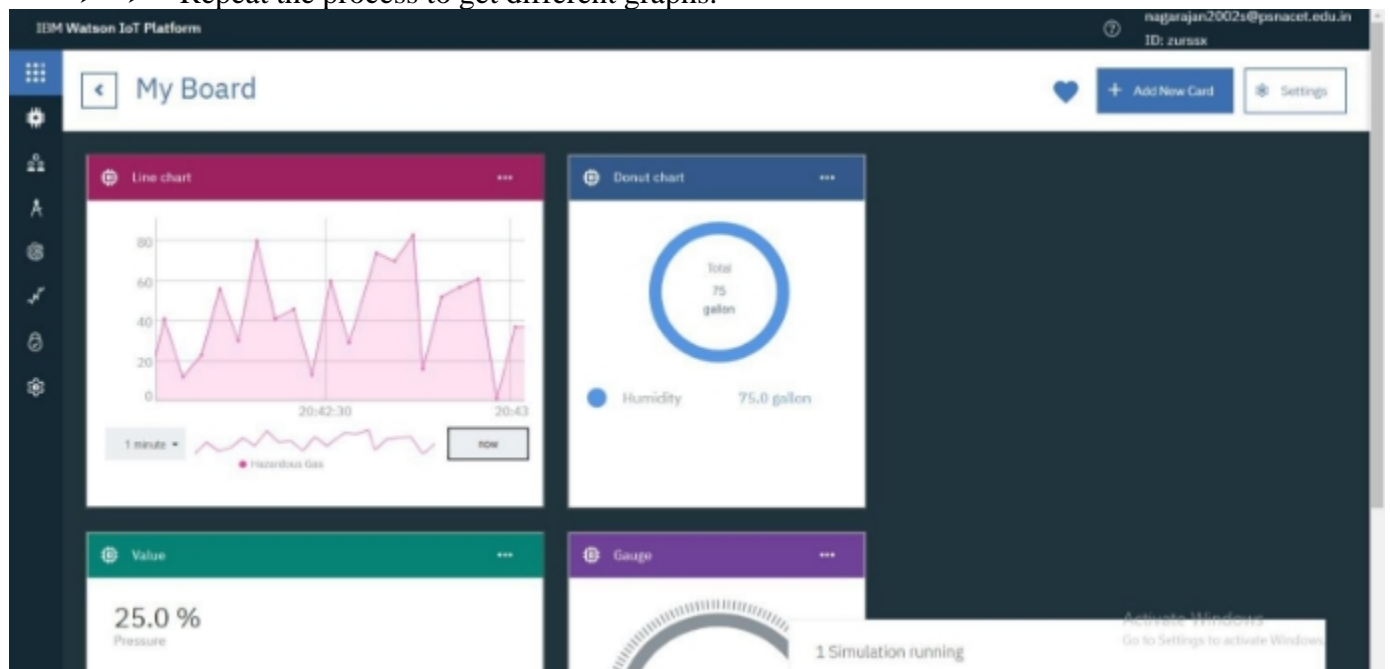 Repeat the process to get different graphs.
IBM Watson IoT Platform
nagarajan2002s@psnacet.edu.in
ID: zurssx
My Board
+ Add New Card
Settings
Line chart
Donut chart
80
60
40
20
0
20:42:30
20:43
1 minute
now
Hazardous Gas
Total
75
gallon
Humidity 75.0 gallon
Value
Gauge
25.0 %
Pressure
1 Simulation running
Activate Windows
Go to Settings to activate Windows.